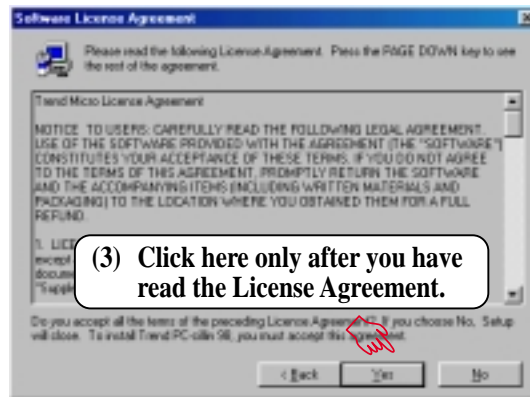 Software License Agreement
Please read the following License Agreement. Press the PAGE DOWN key to see
the rest of the agreement.
Trend Micro License Agreement
NOTICE TO USERS: CAREFULLY READ THE FOLLOWING LEGAL AGREEMENT.
USE OF THE SOFTWARE PROVIDED WITH THE AGREEMENT (THE "SOFTWARE")
CONSTITUTES YOUR ACCEPTANCE OF THESE TERMS. IF YOU DO NOT AGREE
TO THE TERMS OF THIS AGREEMENT, PROMPTLY RETURN THE SOFTWARE
AND THE ACCOMPANYING ITEMS (INCLUDING WRITTEN MATERIALS AND
PACKAGING) TO THE LOCATION WHERE YOU OBTAINED THEM FOR A FULL
REFUND.
1. LICE
except
docume
"Supple
(3) Click here only after you have
read the License Agreement.
Do you accept all the terms of the preceding License Agreement? If you choose No, Setup
will close. To install Trend PC-cillin 98, you must accept this agreement.
< Back
Yes
No